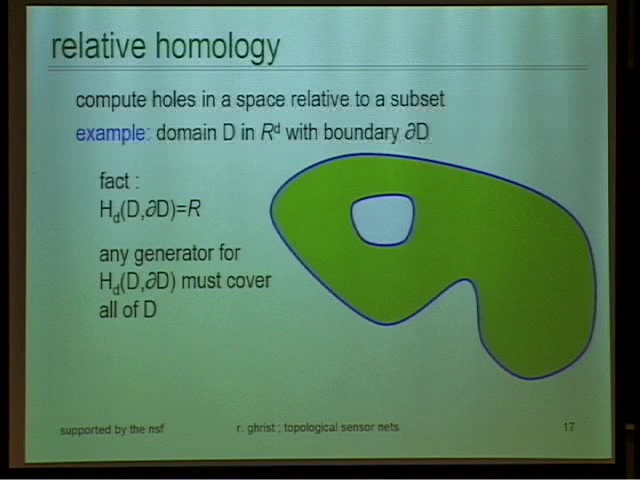 relative homology
compute holes in a space relative to a subset
example: domain D in Rᵈ with boundary ∂D
fact :
H_d(D,∂D)=R
any generator for
H_d(D,∂D) must cover
all of D
supported by the nsf
r. ghrist ; topological sensor nets
17